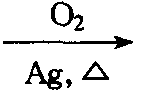 O₂
Ag, △